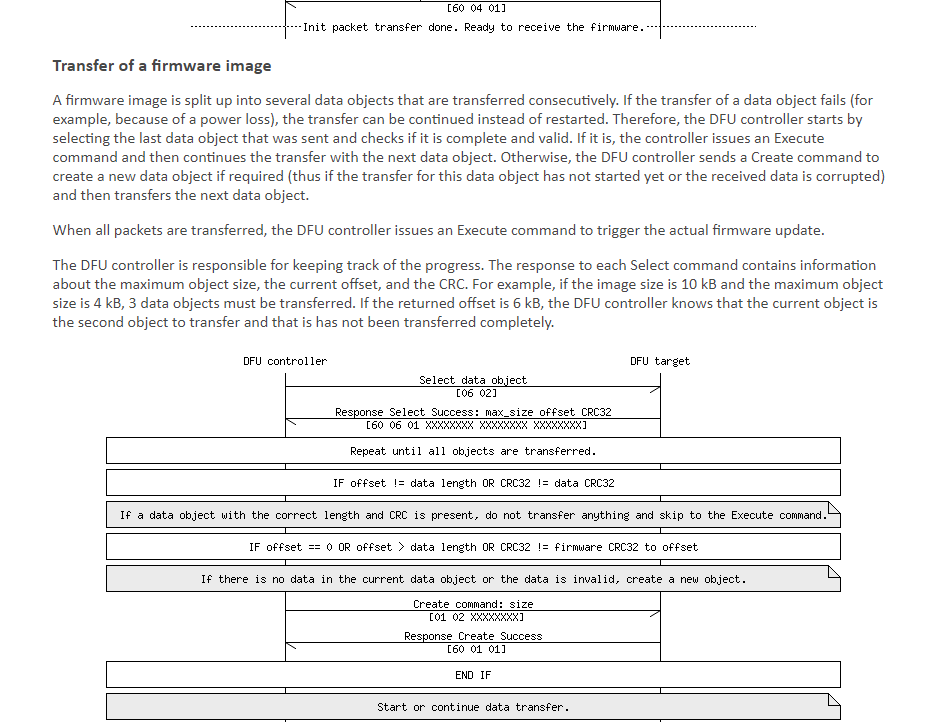 [60 04 01]
Init packet transfer done. Ready to receive the firmware.
Transfer of a firmware image
A firmware image is split up into several data objects that are transferred consecutively. If the transfer of a data object fails (for
example, because of a power loss), the transfer can be continued instead of restarted. Therefore, the DFU controller starts by
selecting the last data object that was sent and checks if it is complete and valid. If it is, the controller issues an Execute
command and then continues the transfer with the next data object. Otherwise, the DFU controller sends a Create command to
create a new data object if required (thus if the transfer for this data object has not started yet or the received data is corrupted)
and then transfers the next data object.
When all packets are transferred, the DFU controller issues an Execute command to trigger the actual firmware update.
The DFU controller is responsible for keeping track of the progress. The response to each Select command contains information
about the maximum object size, the current offset, and the CRC. For example, if the image size is 10 kB and the maximum object
size is 4 kB, 3 data objects must be transferred. If the returned offset is 6 kB, the DFU controller knows that the current object is
the second object to transfer and that is has not been transferred completely.
DFU controller DFU target
Select data object
[06 02]
Response Select Success: max_size offset CRC32
[60 06 01 XXXXXXXX XXXXXXXX XXXXXXXX]
Repeat until all objects are transferred.
IF offset != data length OR CRC32 != data CRC32
If a data object with the correct length and CRC is present, do not transfer anything and skip to the Execute command.
IF offset == 0 OR offset > data length OR CRC32 != firmware CRC32 to offset
If there is no data in the current data object or the data is invalid, create a new object.
Create command: size
[01 02 XXXXXXXX]
Response Create Success
[60 01 01]
END IF
Start or continue data transfer.